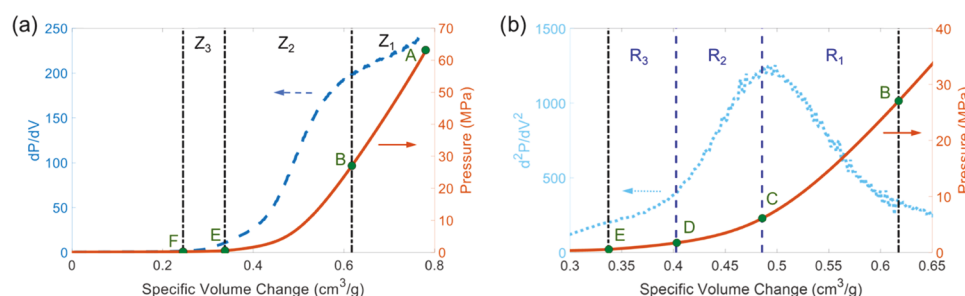 (a)
250
200
150
100
50
0
dP/dV
Z₃
Z₂
Z₁
A
B
E
F
70
60
50
40
30
20
10
0
Pressure (MPa)
0
0.2
0.4
0.6
0.8
Specific Volume Change (cm³/g)
(b)
1500
1000
500
0
d²P/dV²
R₃
R₂
R₁
B
C
D
E
40
30
20
10
0
Pressure (MPa)
0.3
0.35
0.4
0.45
0.5
0.55
0.6
0.65
Specific Volume Change (cm³/g)